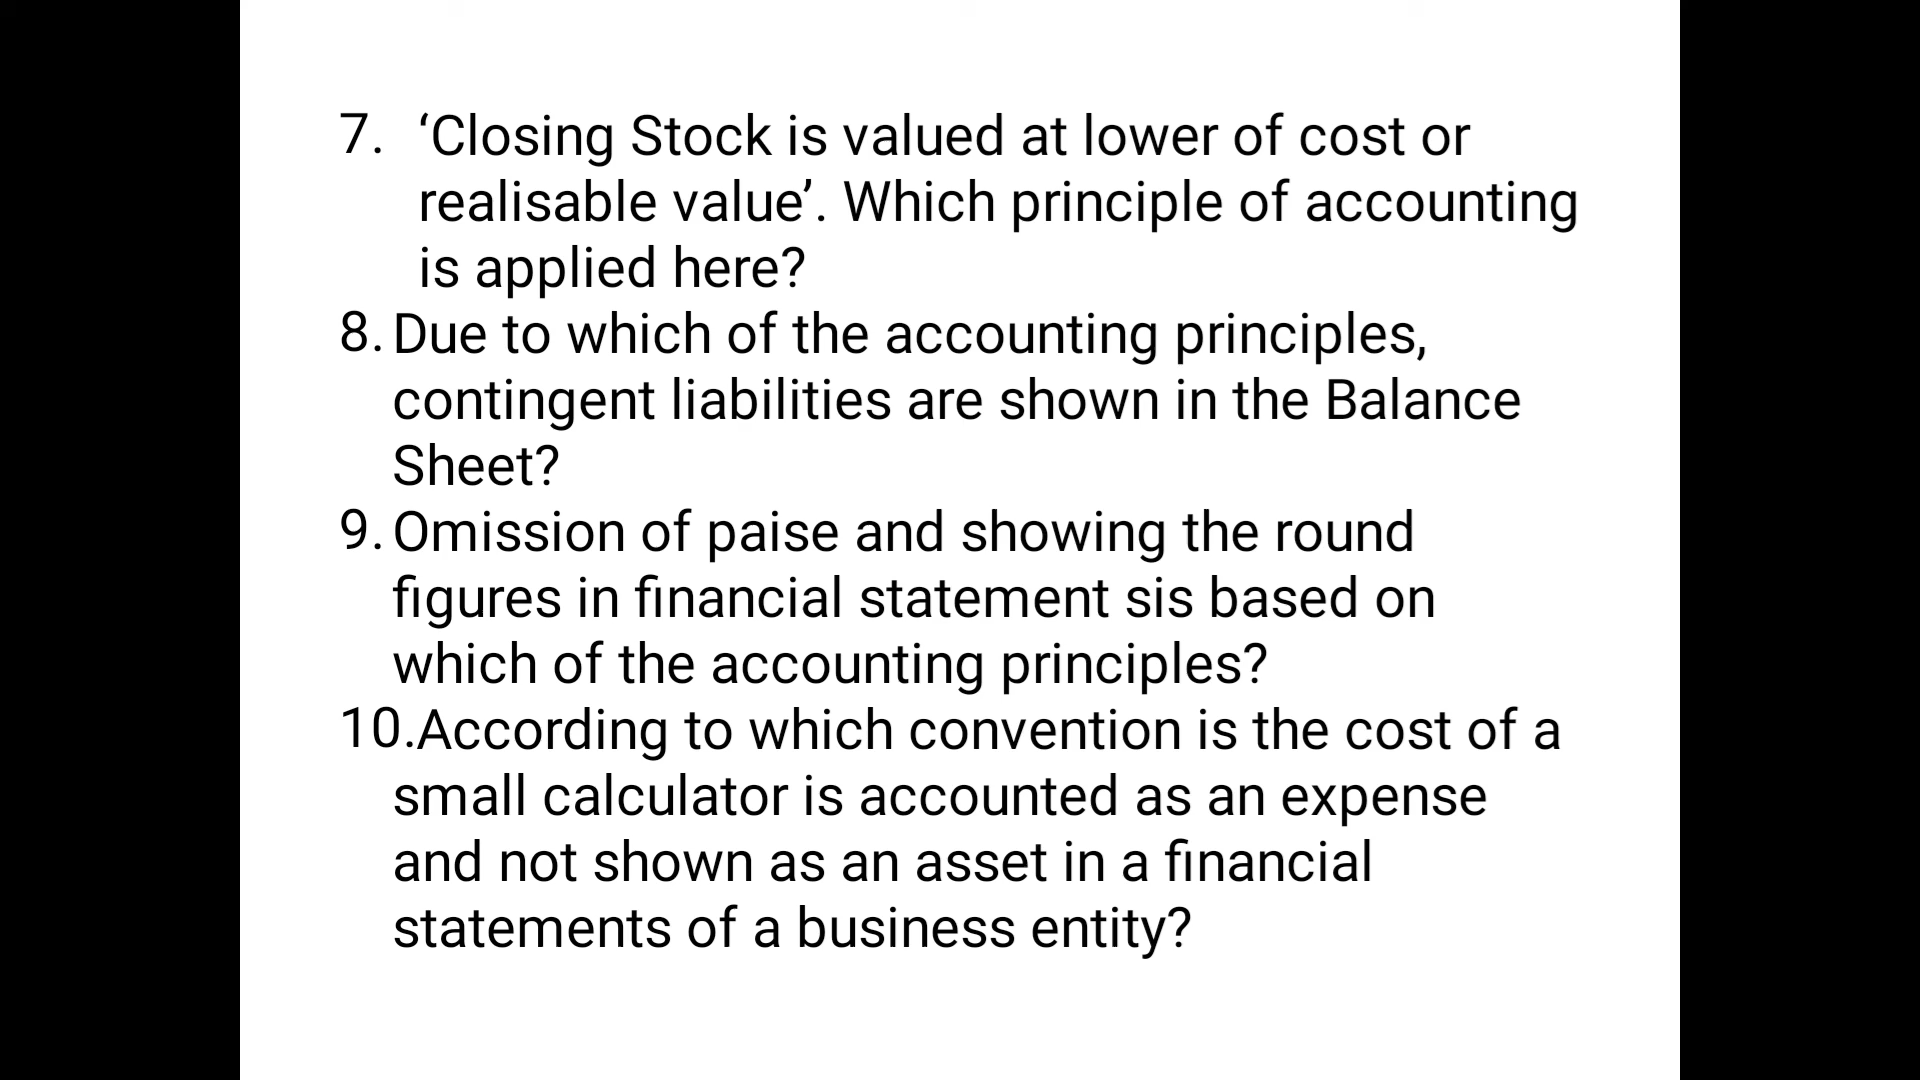 7. ‘Closing Stock is valued at lower of cost or
realisable value’. Which principle of accounting
is applied here?
8. Due to which of the accounting principles,
contingent liabilities are shown in the Balance
Sheet?
9. Omission of paise and showing the round
figures in financial statement sis based on
which of the accounting principles?
10.According to which convention is the cost of a
small calculator is accounted as an expense
and not shown as an asset in a financial
statements of a business entity?